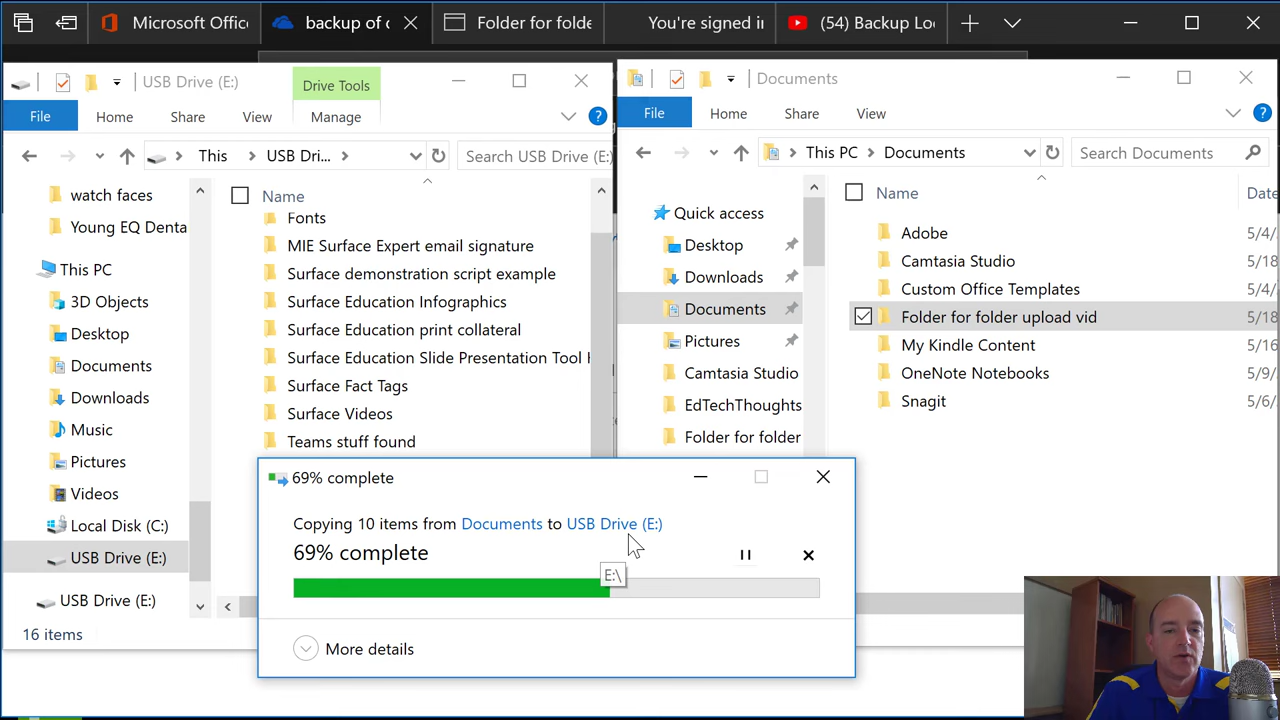 Microsoft Office
backup of c
Folder for folde
You're signed i
(54) Backup Lo
USB Drive (E:)
Drive Tools
File
Home
Share
View
Manage
This
USB Dri...
Search USB Drive (E:)
Name
watch faces
Young EQ Denta
This PC
3D Objects
Desktop
Documents
Downloads
Music
Pictures
Videos
Local Disk (C:)
USB Drive (E:)
USB Drive (E:)
16 items
Fonts
MIE Surface Expert email signature
Surface demonstration script example
Surface Education Infographics
Surface Education print collateral
Surface Education Slide Presentation Tool
Surface Fact Tags
Surface Videos
Teams stuff found
Documents
File
Home
Share
View
This PC
Documents
Search Documents
Name
Date
Quick access
Desktop
Downloads
Documents
Pictures
Camtasia Studio
EdTechThoughts
Folder for folder
Adobe
5/4/
Camtasia Studio
5/18
Custom Office Templates
5/4/
Folder for folder upload vid
5/18
My Kindle Content
5/16
OneNote Notebooks
5/9/
Snagit
5/6/
69% complete
Copying 10 items from Documents to USB Drive (E:)
69% complete
E:\
More details